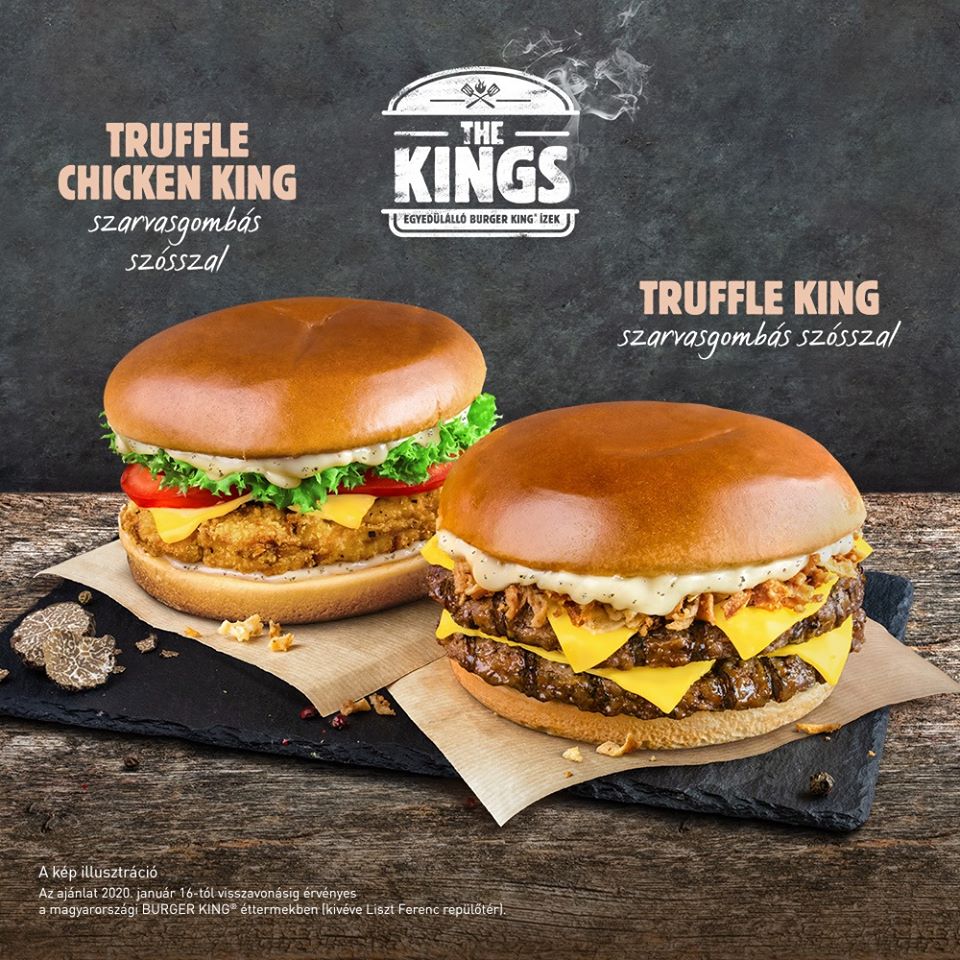 THE
KINGS
EGYEDÜLÁLLÓ BURGER KING® ÍZEK
TRUFFLE
CHICKEN KING
szarvasgombás
szósszal
TRUFFLE KING
szarvasgombás szósszal
A kép illusztráció
Az ajánlat 2020. január 16-tól visszavonásig érvényes
a magyarországi BURGER KING® éttermekben (kivéve Liszt Ferenc repülőtér).